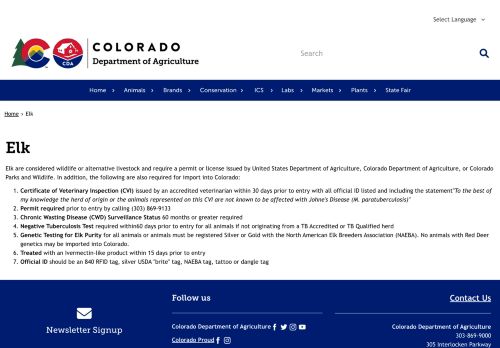 Select Language
COLORADO
Department of Agriculture
CDA
Search
Home
Animals
Brands
Conservation
ICS
Labs
Markets
Plants
State Fair
Home › Elk
Elk
Elk are considered wildlife or alternative livestock and require a permit or license issued by United States Department of Agriculture, Colorado Department of Agriculture, or Colorado
Parks and Wildlife. In addition, the following are also required for import into Colorado:
1. Certificate of Veterinary Inspection (CVI) issued by an accredited veterinarian within 30 days prior to entry with all official ID listed and including the statement"To the best of
my knowledge the herd of origin or the animals represented on this CVI are not known to be affected with Johne's Disease (M. paratuberculosis)"
2. Permit required prior to entry by calling (303) 869-9133
3. Chronic Wasting Disease (CWD) Surveillance Status 60 months or greater required
4. Negative Tuberculosis Test required within60 days prior to entry for all animals if not originating from a TB Accredited or TB Qualified herd
5. Genetic Testing for Elk Purity for all animals or animals must be registered Silver or Gold with the North American Elk Breeders Association (NAEBA). No animals with Red Deer
genetics may be imported into Colorado.
6. Treated with an ivermectin-like product within 15 days prior to entry
7. Official ID should be an 840 RFID tag, silver USDA "brite" tag, NAEBA tag, tattoo or dangle tag
Newsletter Signup
Follow us
Colorado Department of Agriculture
Colorado Proud
Contact Us
Colorado Department of Agriculture
303-869-9000
305 Interlocken Parkway